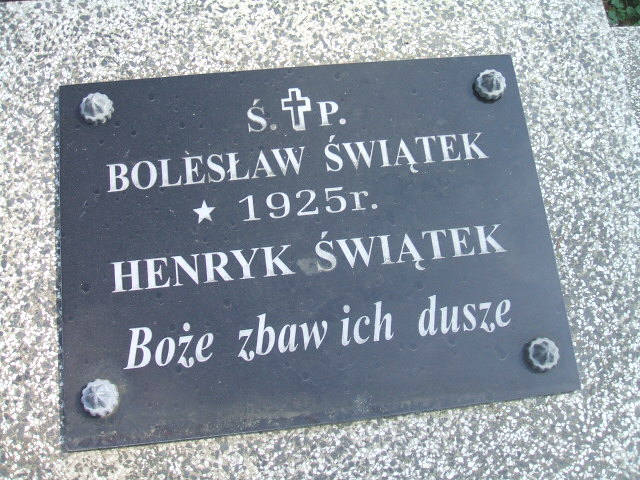 Ś. ✝ P.
BOLESŁAW ŚWIĄTEK
★ 1925r.
HENRYK ŚWIĄTEK
Boże zbaw ich dusze